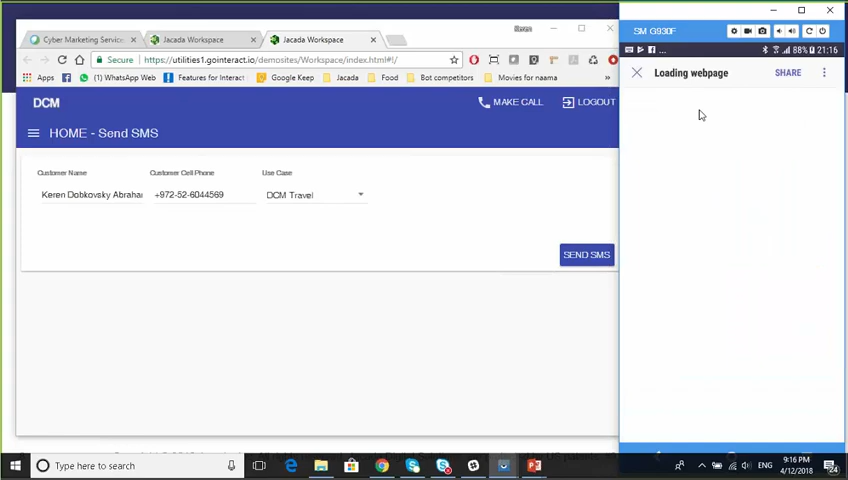 Keren
Cyber Marketing Service
Jacada Workspace
Jacada Workspace
Secure
https://utilities1.gointeract.io/demosites/Workspace/index.html#!/
Apps
(1) WhatsApp Web
Features for Interact
Google Keep
Jacada
Food
Bot competitors
Movies for naama
DCM
MAKE CALL
LOGOUT
HOME - Send SMS
Customer Name
Customer Cell Phone
Use Case
Keren Dobkovsky Abrahar
+972-52-6044569
DCM Travel
SEND SMS
SM G930F
88% 21:16
Loading webpage
SHARE
Type here to search
ENG
9:16 PM
4/12/2018
24